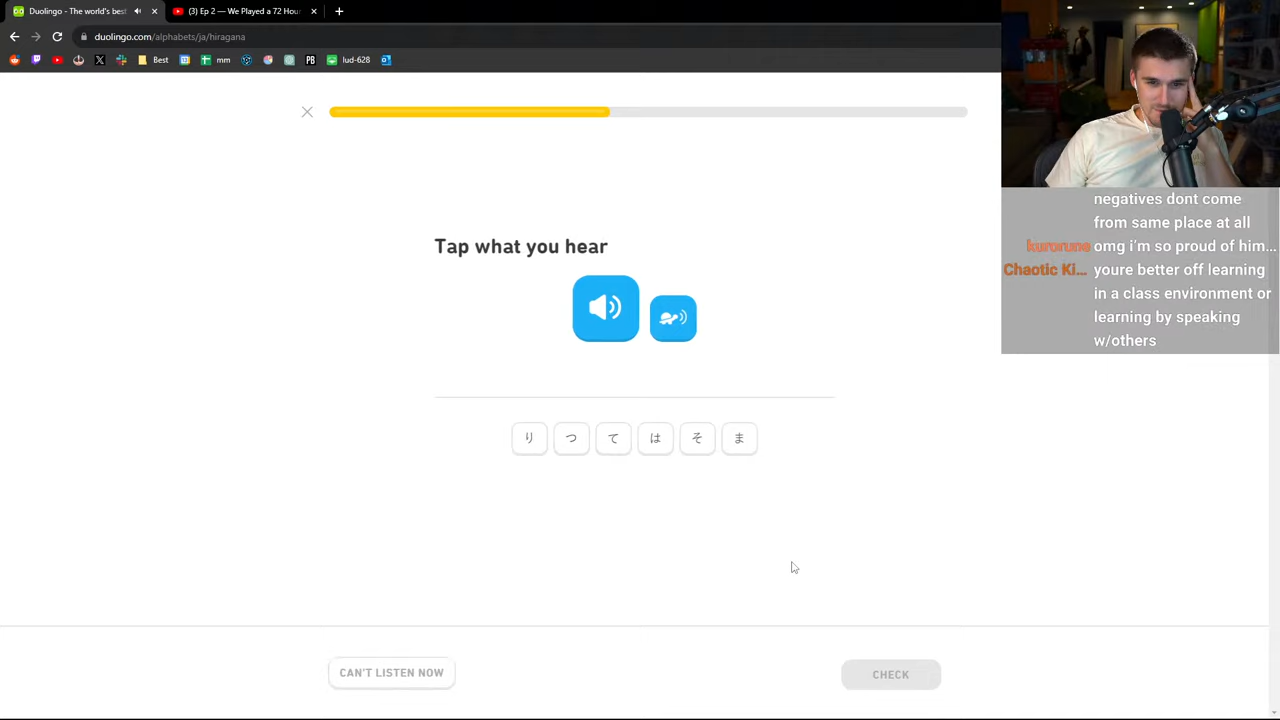 Duolingo - The world's best
(3) Ep 2 — We Played a 72 Hour
duolingo.com/alphabets/ja/hiragana
Best
mm
PB
lud-628
Tap what you hear
り つ て は そ ま
CAN'T LISTEN NOW
CHECK
negatives dont come
from same place at all
kurorune omg i'm so proud of him...
Chaotic Ki... youre better off learning
in a class environment or
learning by speaking
w/others